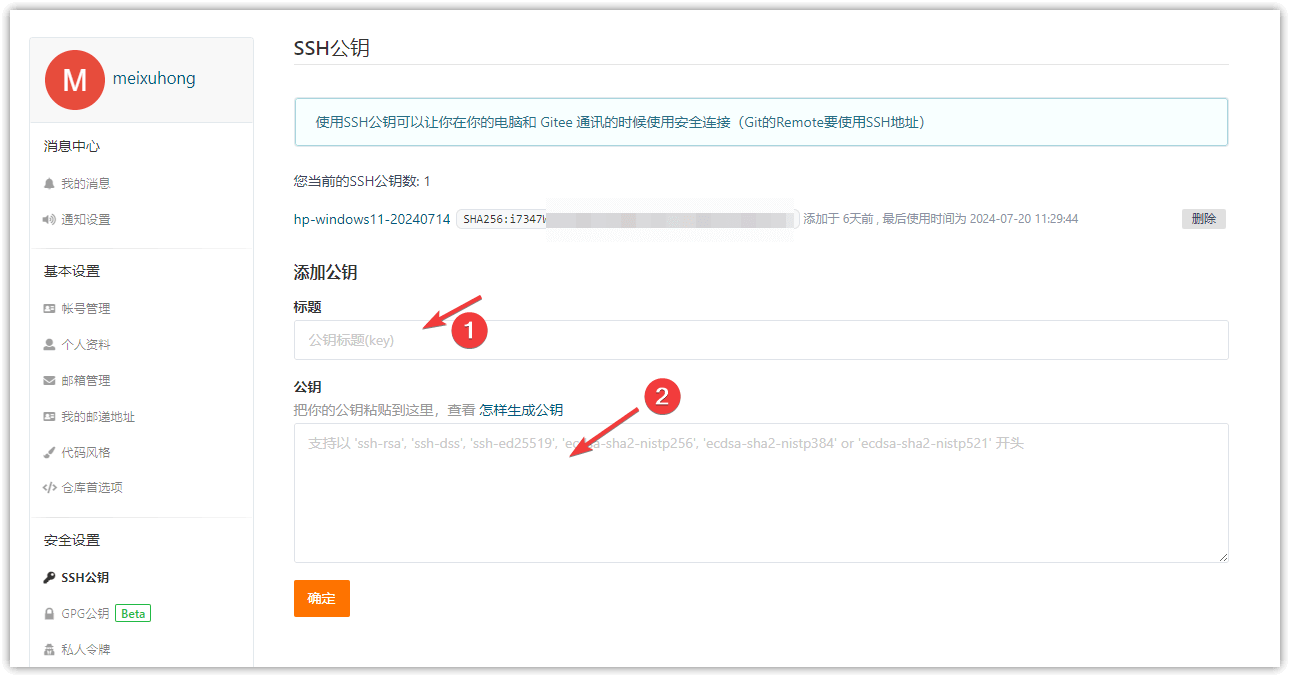 M
meixuhong
消息中心
我的消息
通知设置
基本设置
帐号管理
个人资料
邮箱管理
我的邮递地址
代码风格
仓库首选项
安全设置
SSH公钥
GPG公钥 Beta
私人令牌
SSH公钥
使用SSH公钥可以让你在你的电脑和 Gitee 通讯的时候使用安全连接（Git的Remote要使用SSH地址）
您当前的SSH公钥数: 1
hp-windows11-20240714 SHA256:i7347 添加于 6天前 , 最后使用时间为 2024-07-20 11:29:44 删除
添加公钥
标题
1
公钥标题(key)
2
公钥
把你的公钥粘贴到这里，查看 怎样生成公钥
支持以 'ssh-rsa', 'ssh-dss', 'ssh-ed25519', 'ecdsa-sha2-nistp256', 'ecdsa-sha2-nistp384' or 'ecdsa-sha2-nistp521' 开头
确定